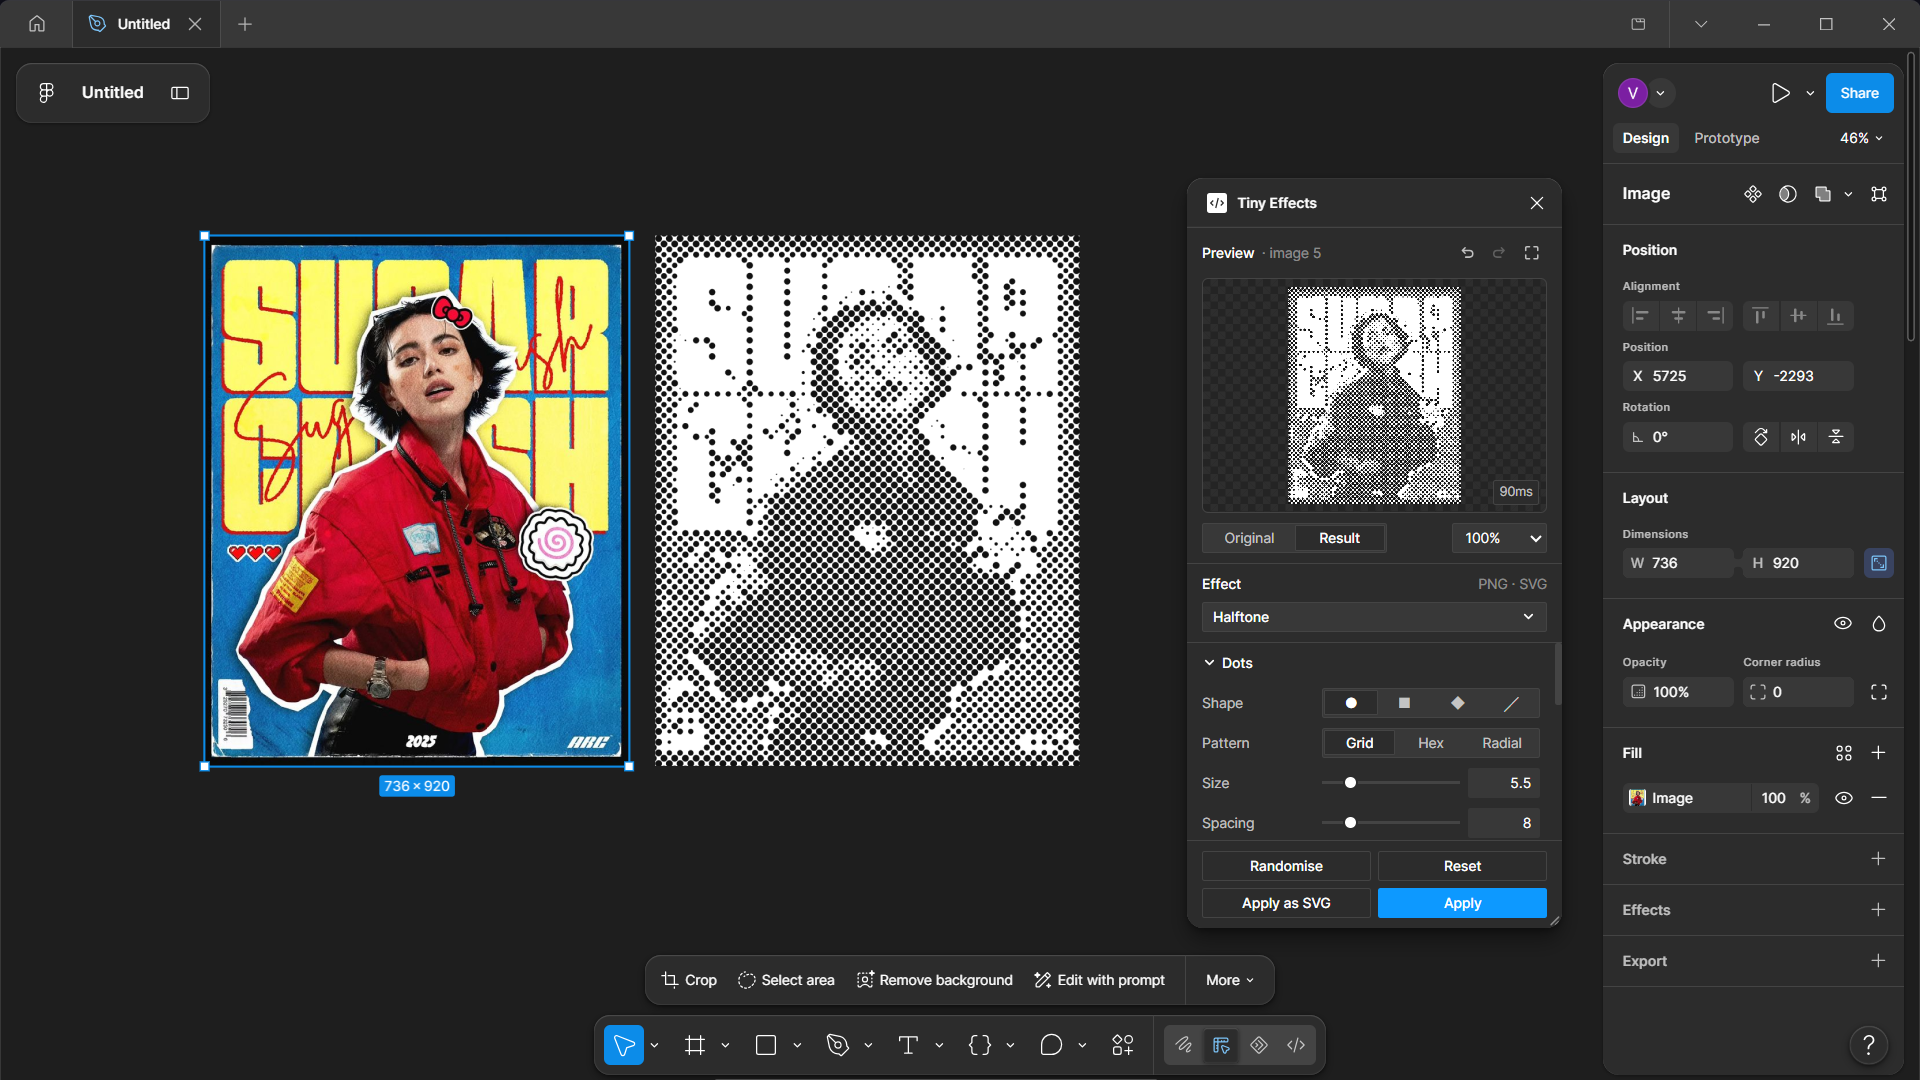 Untitled
Untitled
V
Share
Design
Prototype
46%
Image
Position
Alignment
Position
X 5725
Y -2293
Rotation
0°
Layout
Dimensions
W 736
H 920
Appearance
Opacity
Corner radius
100%
0
Fill
Image
100 %
Stroke
Effects
Export
?
Tiny Effects
Preview · image 5
90ms
Original
Result
100%
Effect
PNG · SVG
Halftone
Dots
Shape
Pattern
Grid
Hex
Radial
Size
5.5
Spacing
8
Randomise
Reset
Apply as SVG
Apply
SUGAR
2025
ARC
736 × 920
Crop
Select area
Remove background
Edit with prompt
More